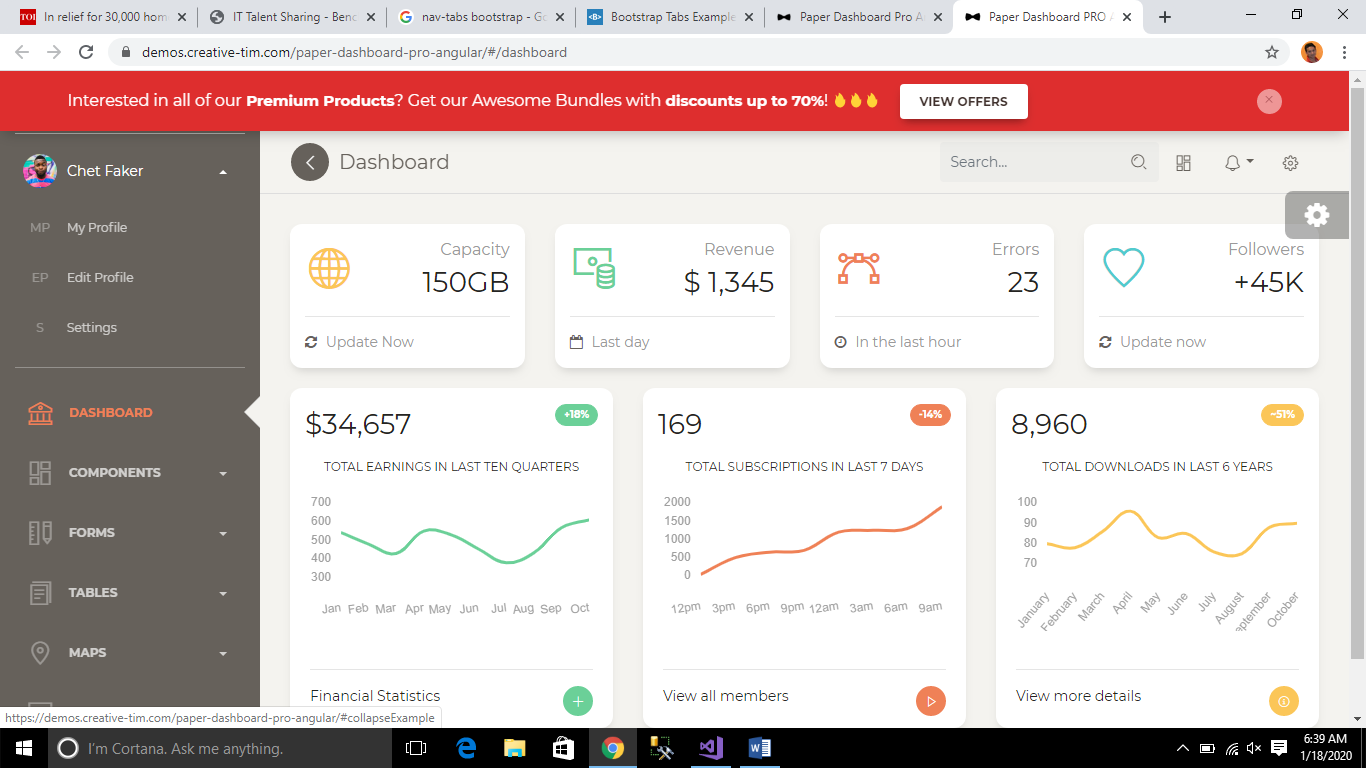 In relief for 30,000 hom
IT Talent Sharing - Benc
nav-tabs bootstrap - Go
Bootstrap Tabs Example
Paper Dashboard Pro A
Paper Dashboard PRO A
demos.creative-tim.com/paper-dashboard-pro-angular/#/dashboard
Interested in all of our Premium Products? Get our Awesome Bundles with discounts up to 70%! 🔥🔥🔥 VIEW OFFERS
Chet Faker
MP My Profile
EP Edit Profile
S Settings
DASHBOARD
COMPONENTS
FORMS
TABLES
MAPS
Dashboard
Search...
Capacity
150GB
Update Now
Revenue
$ 1,345
Last day
Errors
23
In the last hour
Followers
+45K
Update now
$34,657 +18%
TOTAL EARNINGS IN LAST TEN QUARTERS
700
600
500
400
300
Jan Feb Mar Apr May Jun Jul Aug Sep Oct
Financial Statistics
169 -14%
TOTAL SUBSCRIPTIONS IN LAST 7 DAYS
2000
1500
1000
500
0
12pm 3pm 6pm 9pm 12am 3am 6am 9am
View all members
8,960 ~51%
TOTAL DOWNLOADS IN LAST 6 YEARS
100
90
80
70
January February March April May June July August eptember October
View more details
https://demos.creative-tim.com/paper-dashboard-pro-angular/#collapseExample
I'm Cortana. Ask me anything.
6:39 AM
1/18/2020